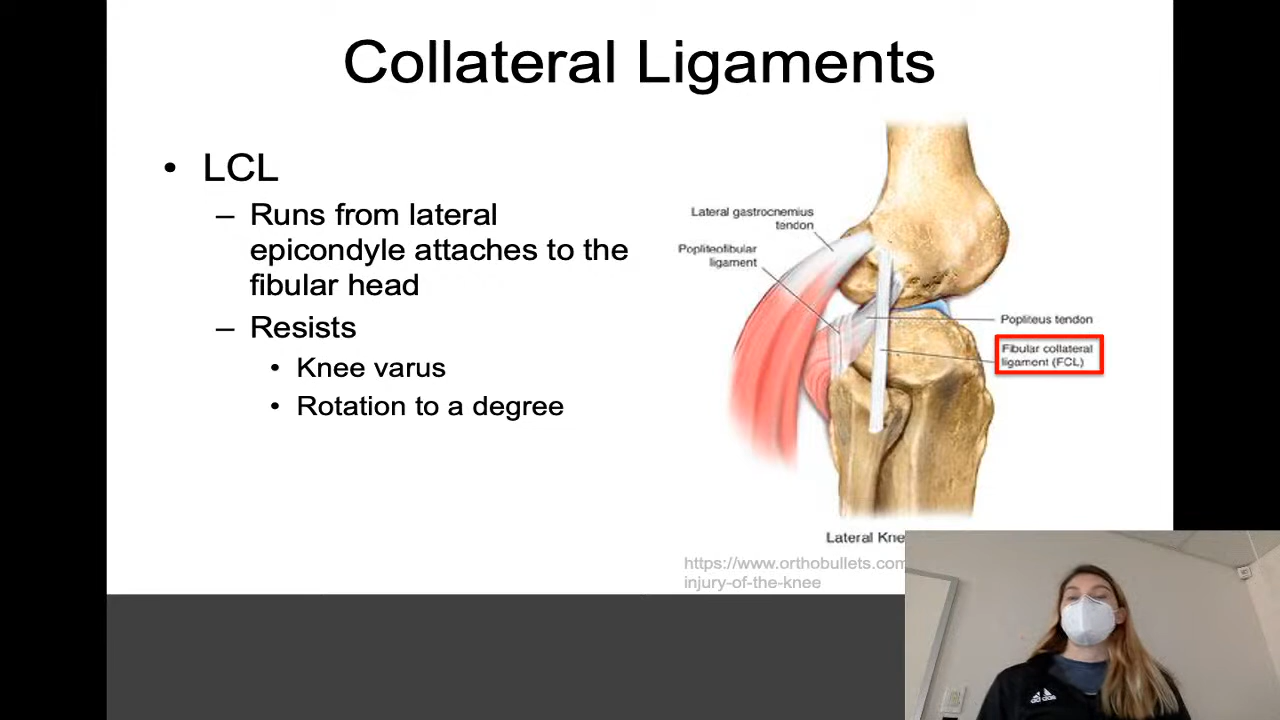 Collateral Ligaments
• LCL
– Runs from lateral
epicondyle attaches to the
fibular head
– Resists
• Knee varus
• Rotation to a degree
Lateral gastrocnemius
tendon
Popliteofibular
ligament
Popliteus tendon
Fibular collateral
ligament (FCL)
Lateral Kne
https://www.orthobullets.com
injury-of-the-knee
adidas